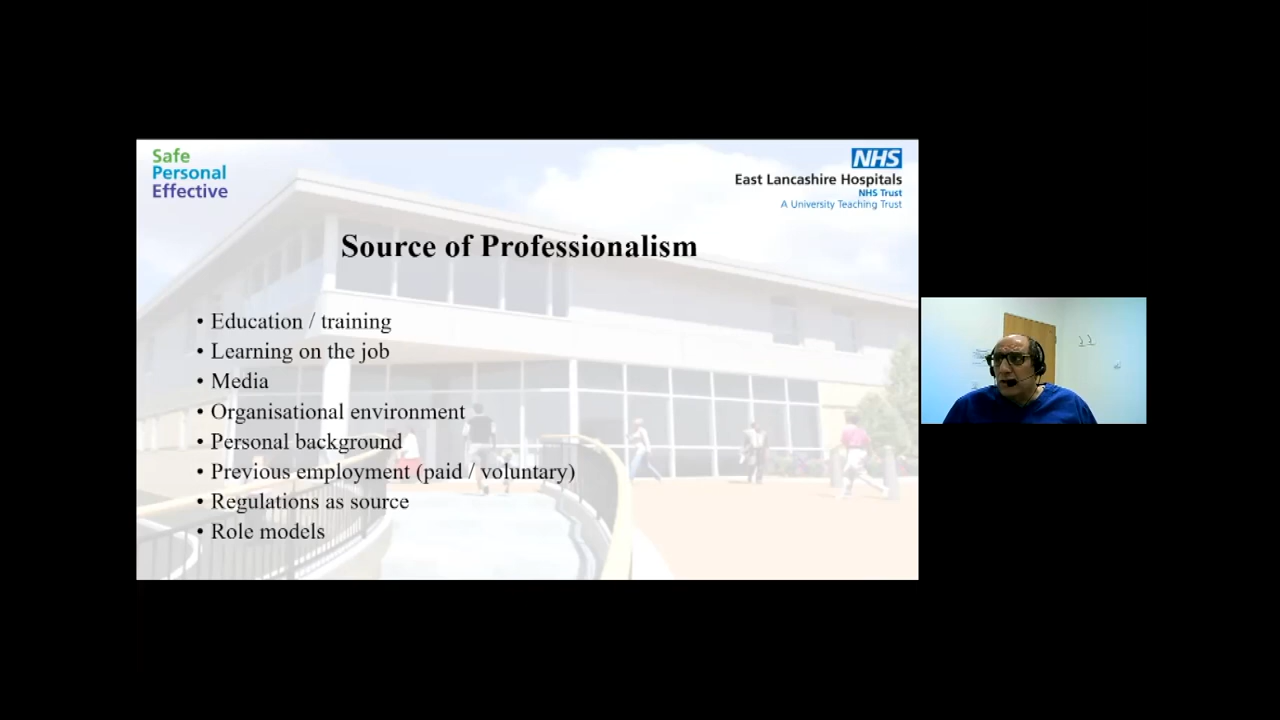 Safe
Personal
Effective
NHS
East Lancashire Hospitals
NHS Trust
A University Teaching Trust
Source of Professionalism
• Education / training
• Learning on the job
• Media
• Organisational environment
• Personal background
• Previous employment (paid / voluntary)
• Regulations as source
• Role models